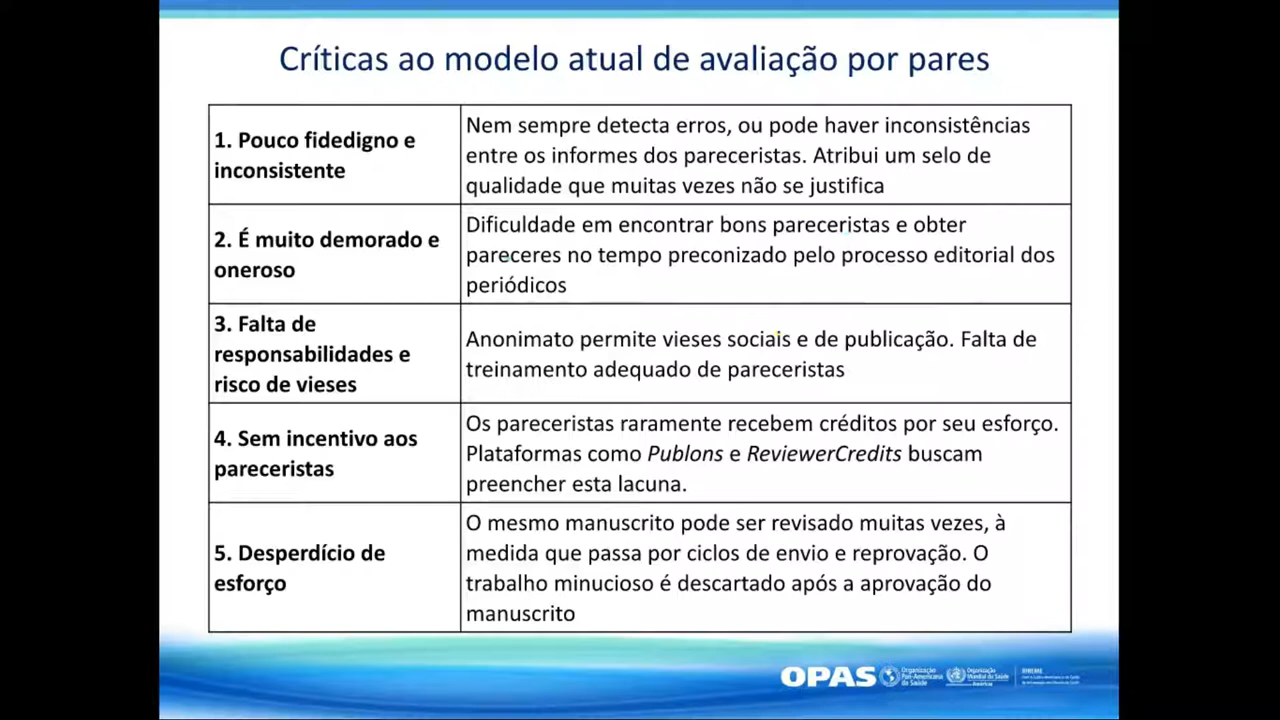 Críticas ao modelo atual de avaliação por pares
1. Pouco fidedigno e
inconsistente
Nem sempre detecta erros, ou pode haver inconsistências
entre os informes dos pareceristas. Atribui um selo de
qualidade que muitas vezes não se justifica
2. É muito demorado e
oneroso
Dificuldade em encontrar bons pareceristas e obter
pareceres no tempo preconizado pelo processo editorial dos
periódicos
3. Falta de
responsabilidades e
risco de vieses
Anonimato permite vieses sociais e de publicação. Falta de
treinamento adequado de pareceristas
4. Sem incentivo aos
pareceristas
Os pareceristas raramente recebem créditos por seu esforço.
Plataformas como Publons e ReviewerCredits buscam
preencher esta lacuna.
5. Desperdício de
esforço
O mesmo manuscrito pode ser revisado muitas vezes, à
medida que passa por ciclos de envio e reprovação. O
trabalho minucioso é descartado após a aprovação do
manuscrito
OPAS
Organização
Pan-Americana
da Saúde
Organização
Mundial da Saúde
Américas
BIREME